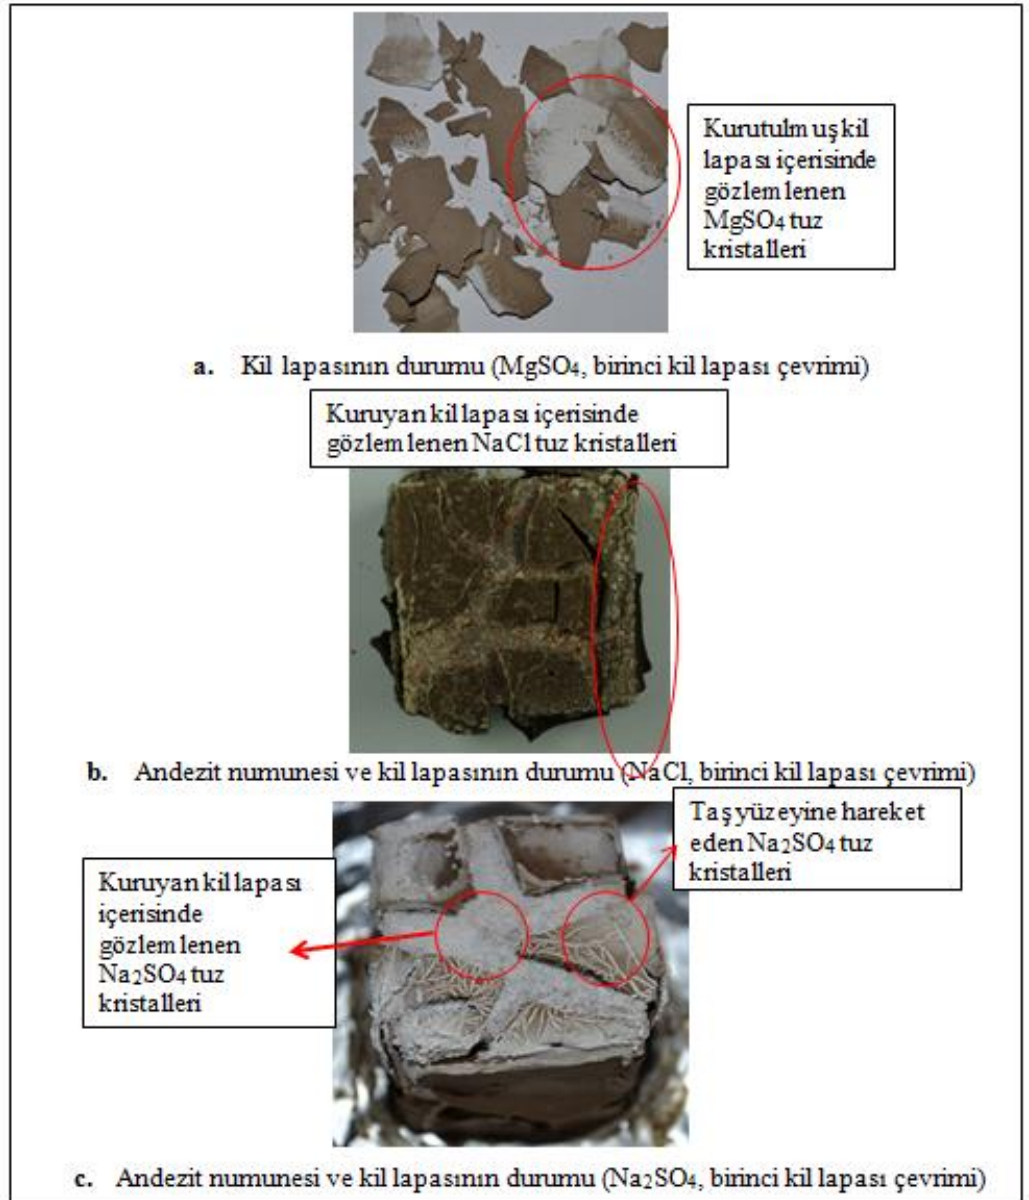 Kurutulmuş kil
lapası içerisinde
gözlemlenen
MgSO₄ tuz
kristalleri
a. Kil lapasının durumu (MgSO₄, birinci kil lapası çevrimi)
Kuruyan kil lapası içerisinde
gözlemlenen NaCl tuz kristalleri
b. Andezit numunesi ve kil lapasının durumu (NaCl, birinci kil lapası çevrimi)
Taş yüzeyine hareket
eden Na₂SO₄ tuz
kristalleri
Kuruyan kil lapası
içerisinde
gözlemlenen
Na₂SO₄ tuz
kristalleri
c. Andezit numunesi ve kil lapasının durumu (Na₂SO₄, birinci kil lapası çevrimi)